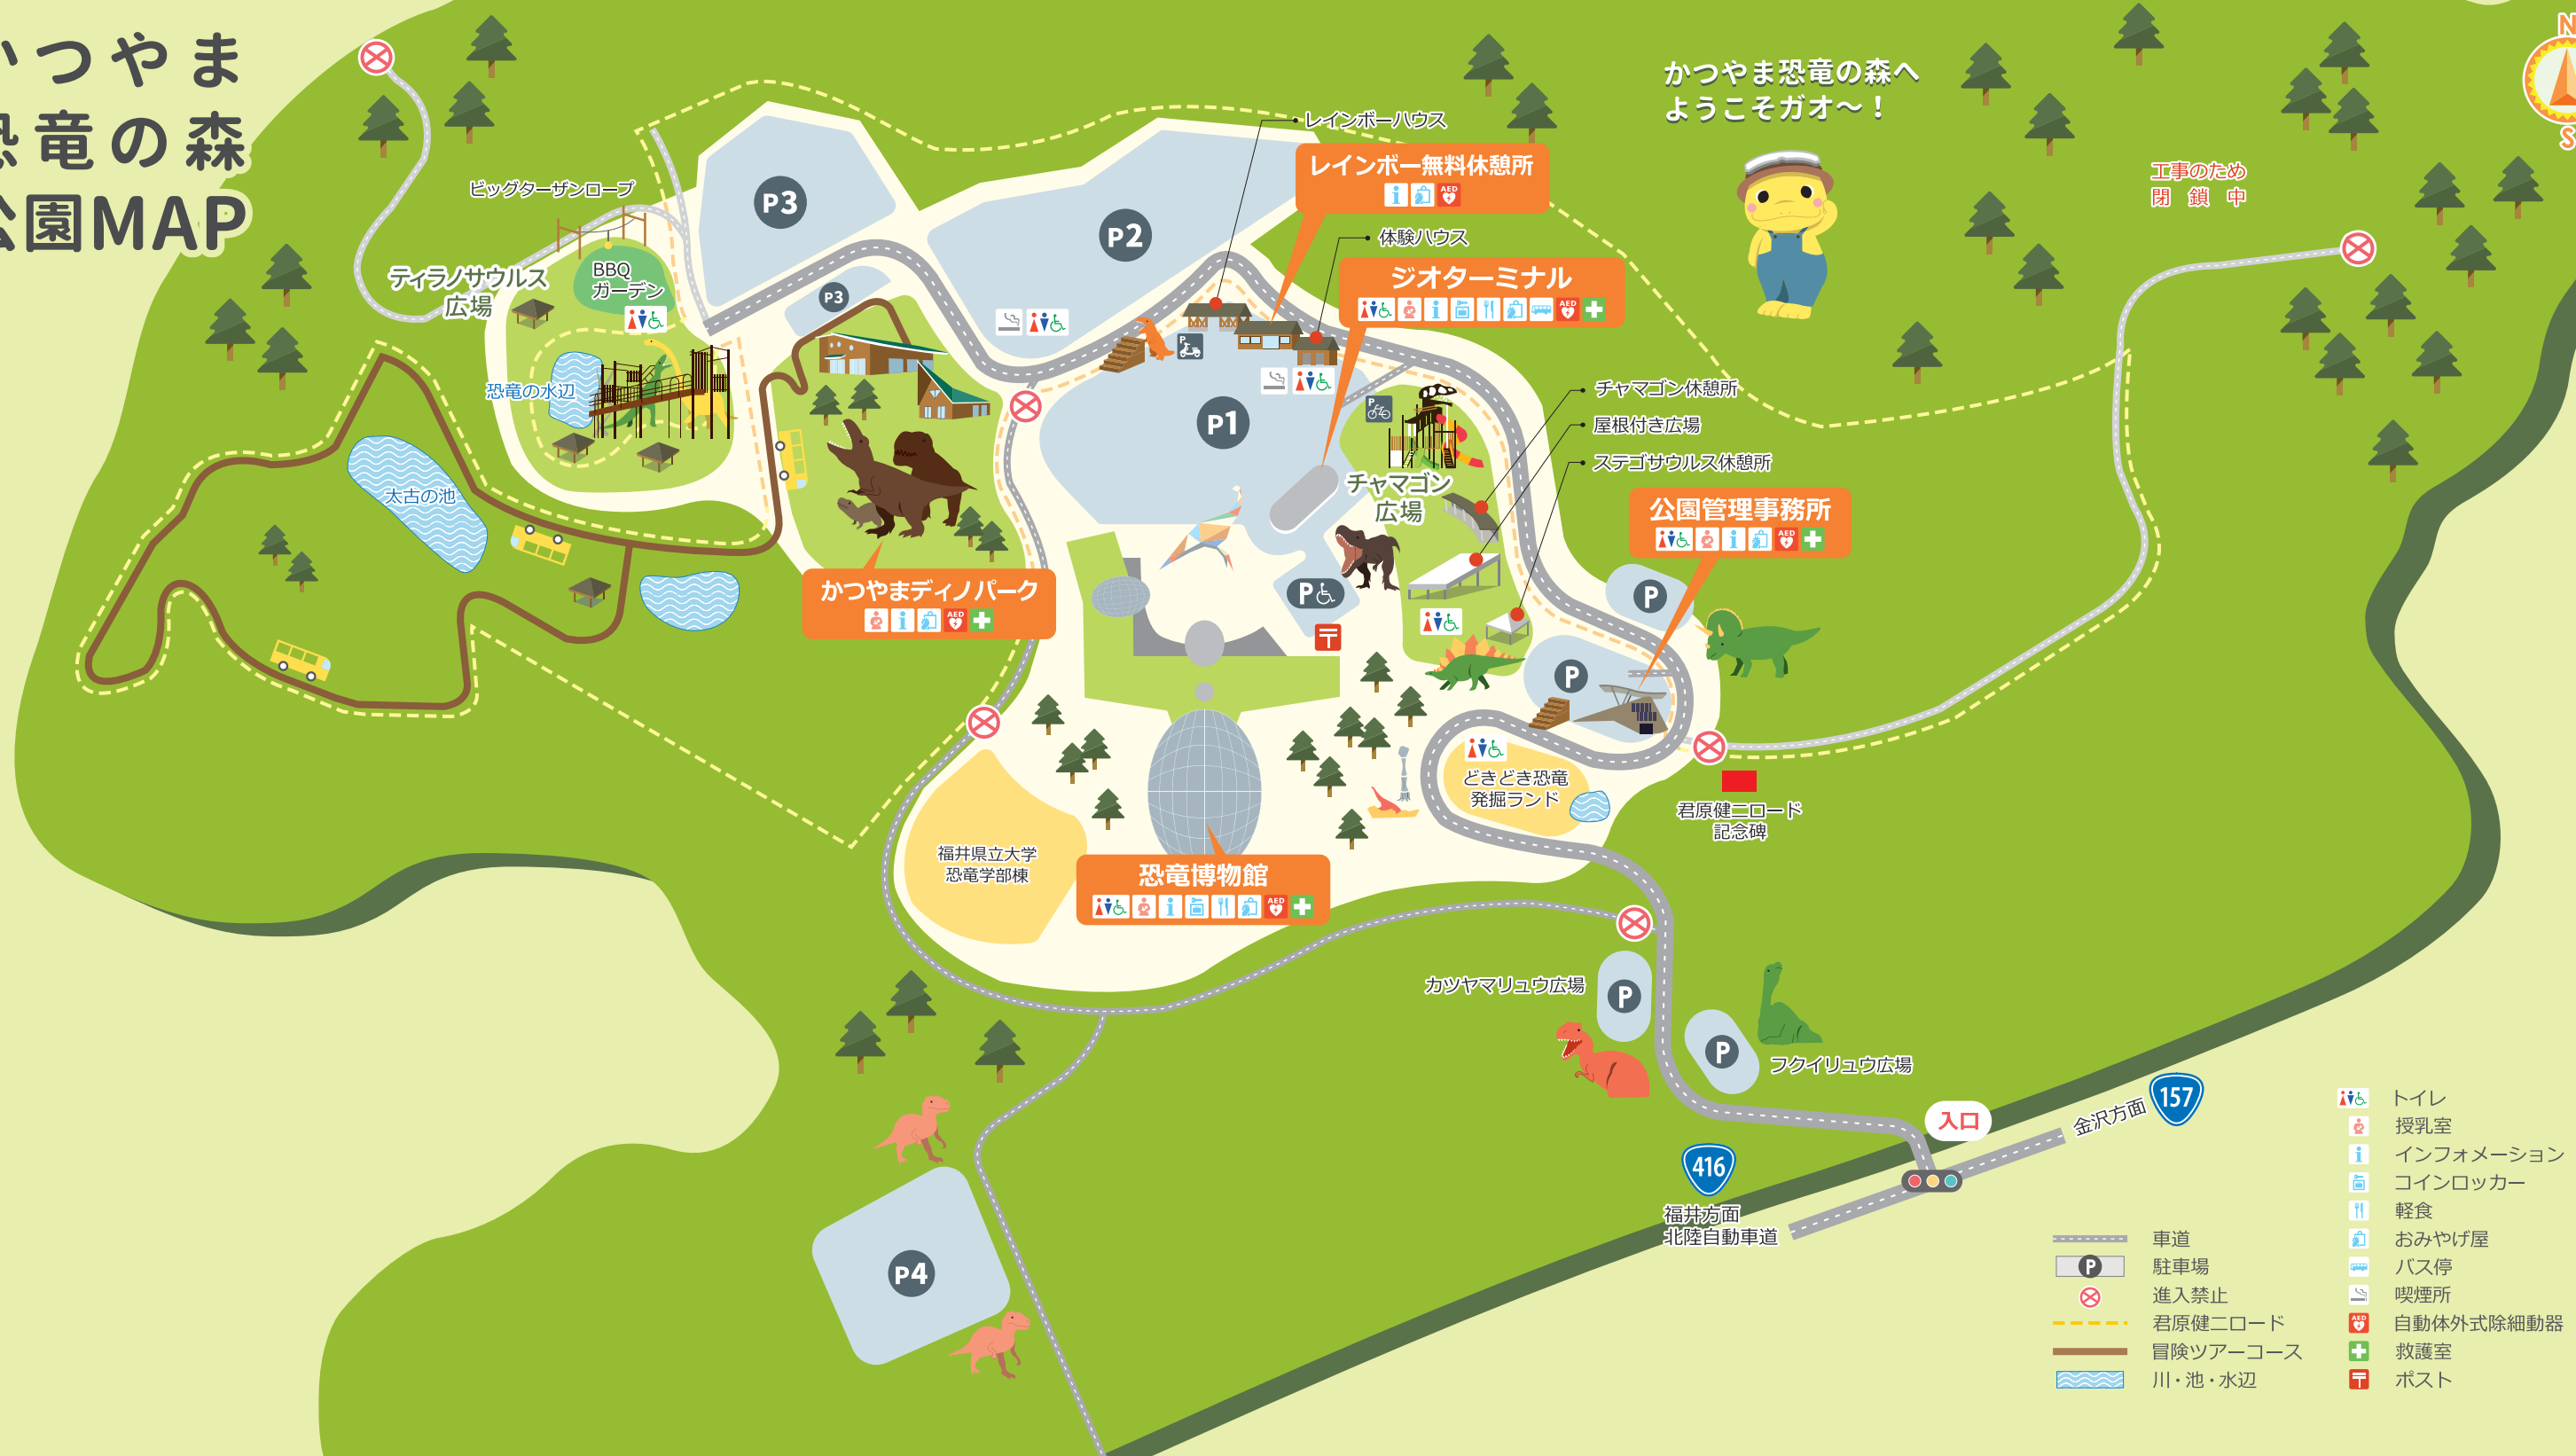 かつやま
恐竜の森
公園MAP
かつやま恐竜の森へ
ようこそガオ～！
N
S
工事のため
閉鎖中
レインボーハウス
レインボー無料休憩所
AED
体験ハウス
ジオターミナル
AED
ビッグターザンロープ
ティラノサウルス
広場
BBQ
ガーデン
恐竜の水辺
太古の池
P3
P3
P2
P
P1
P
チャマゴン
広場
チャマゴン休憩所
屋根付き広場
ステゴサウルス休憩所
公園管理事務所
AED
かつやまディノパーク
AED
P
P
P
どきどき恐竜
発掘ランド
君原健二ロード
記念碑
福井県立大学
恐竜学部棟
恐竜博物館
AED
カツヤマリュウ広場
P
P
フクイリュウ広場
P4
入口
金沢方面
157
416
福井方面
北陸自動車道
車道
P
駐車場
進入禁止
君原健二ロード
冒険ツアーコース
川・池・水辺
トイレ
授乳室
インフォメーション
コインロッカー
軽食
おみやげ屋
バス停
喫煙所
AED
自動体外式除細動器
救護室
ポスト